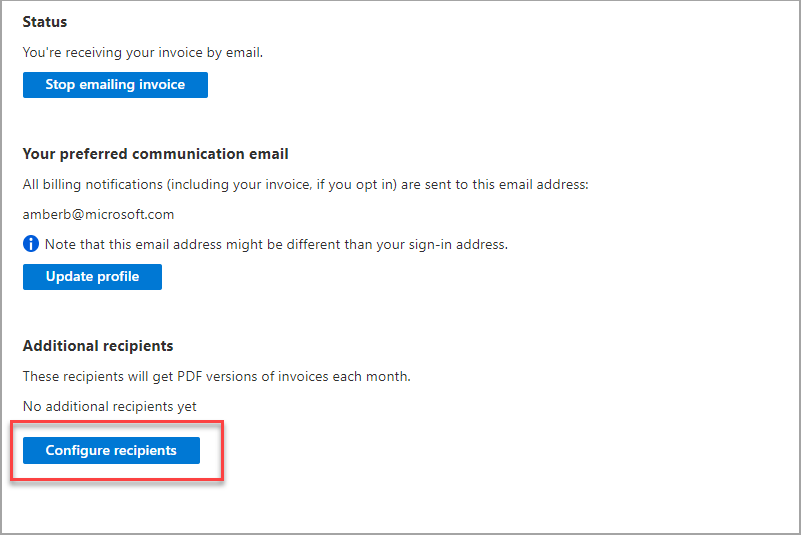 Status
You're receiving your invoice by email.
Stop emailing invoice
Your preferred communication email
All billing notifications (including your invoice, if you opt in) are sent to this email address:
amberb@microsoft.com
Note that this email address might be different than your sign-in address.
Update profile
Additional recipients
These recipients will get PDF versions of invoices each month.
No additional recipients yet
Configure recipients